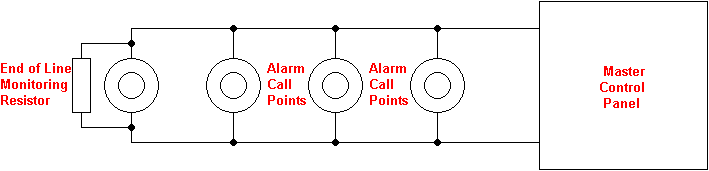 End of Line
Monitoring
Resistor
Alarm
Call
Points
Alarm
Call
Points
Master
Control
Panel